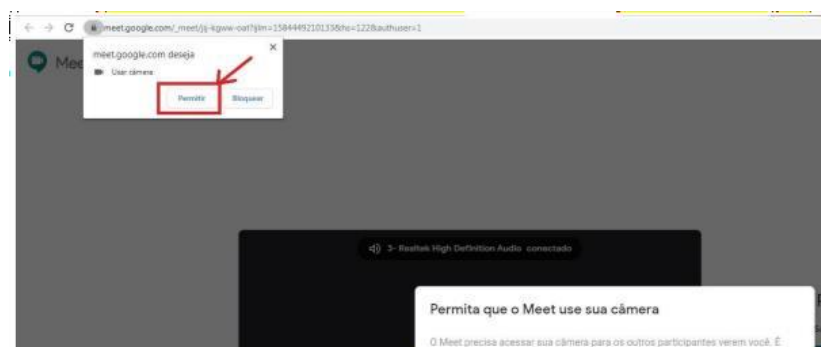 meet.google.com/_meet/jij-kgww-oat?ijlm=1584449210133&hs=122&authuser=1
Mee
meet.google.com deseja
Usar câmera
Permitir Bloquear
3- Realtek High Definition Audio conectado
Permita que o Meet use sua câmera
O Meet precisa acessar sua câmera para os outros participantes verem você. É